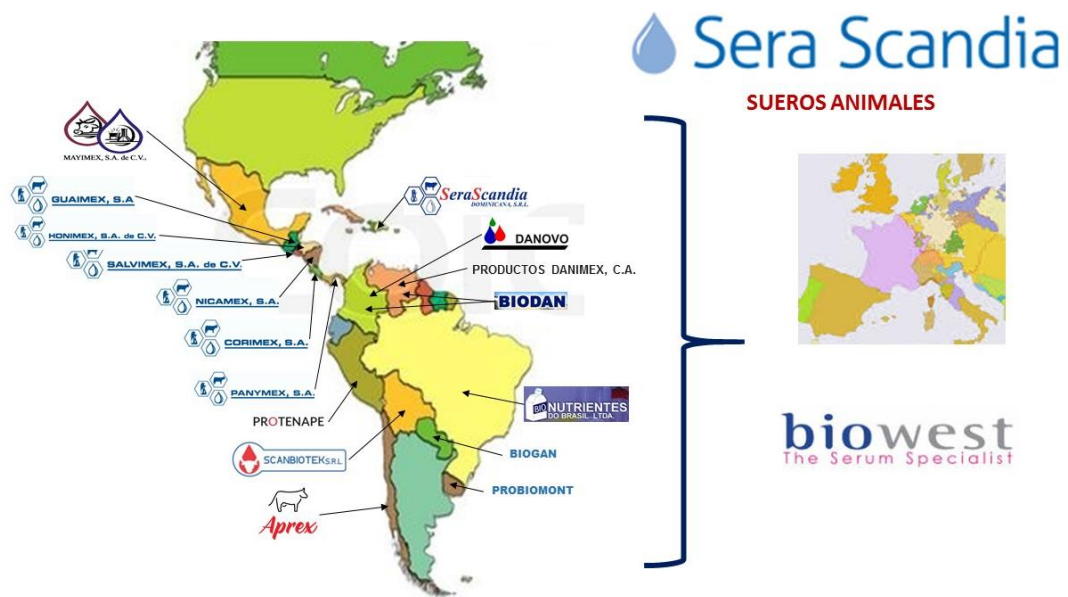 Sera Scandia
SUEROS ANIMALES
MAYIMEX, S.A. de C.V.
GUAIMEX, S.A
HONIMEX, S.A. de C.V.
SALVIMEX, S.A. de C.V.
NICAMEX, S.A.
CORIMEX, S.A.
PANYMEX, S.A.
PROTENAPE
SCANBIOTEK S.R.L
Aprex
SeraScandia
DOMINICANA, S.R.L.
DANOVO
PRODUCTOS DANIMEX, C.A.
BIODAN
BIO NUTRIENTES
DO BRASIL LTDA.
BIOGAN
PROBIOMONT
biowest
The Serum Specialist